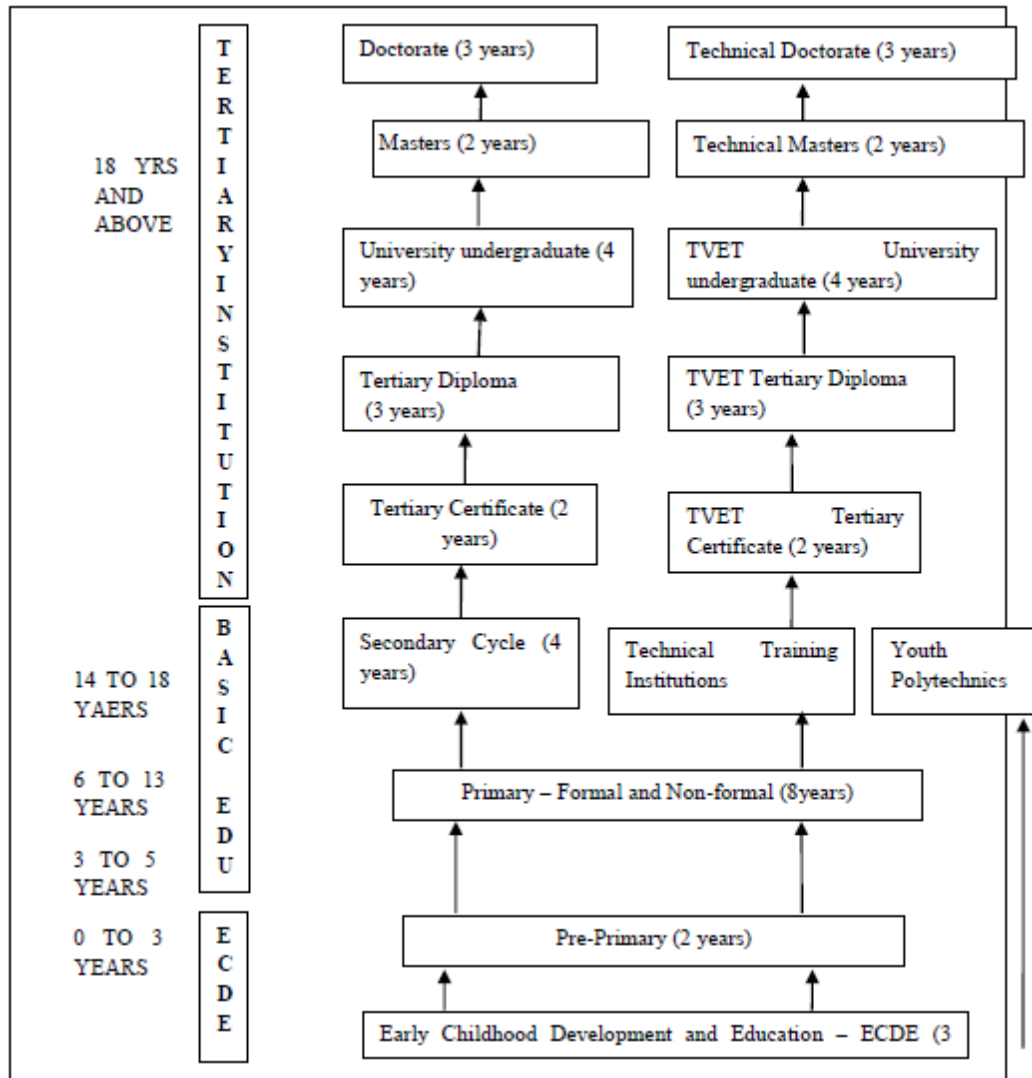 TERTIARYINSTITUTION
Doctorate (3 years)
Technical Doctorate (3 years)
Masters (2 years)
Technical Masters (2 years)
18 YRS
AND
ABOVE
University undergraduate (4
years)
TVET University
undergraduate (4 years)
Tertiary Diploma
(3 years)
TVET Tertiary Diploma
(3 years)
Tertiary Certificate (2
years)
TVET Tertiary
Certificate (2 years)
BASIC EDU
Secondary Cycle (4
years)
Technical Training
Institutions
Youth
Polytechnics
14 TO 18
YAERS
6 TO 13
YEARS
Primary – Formal and Non-formal (8years)
3 TO 5
YEARS
0 TO 3
YEARS
ECDE
Pre-Primary (2 years)
Early Childhood Development and Education – ECDE (3